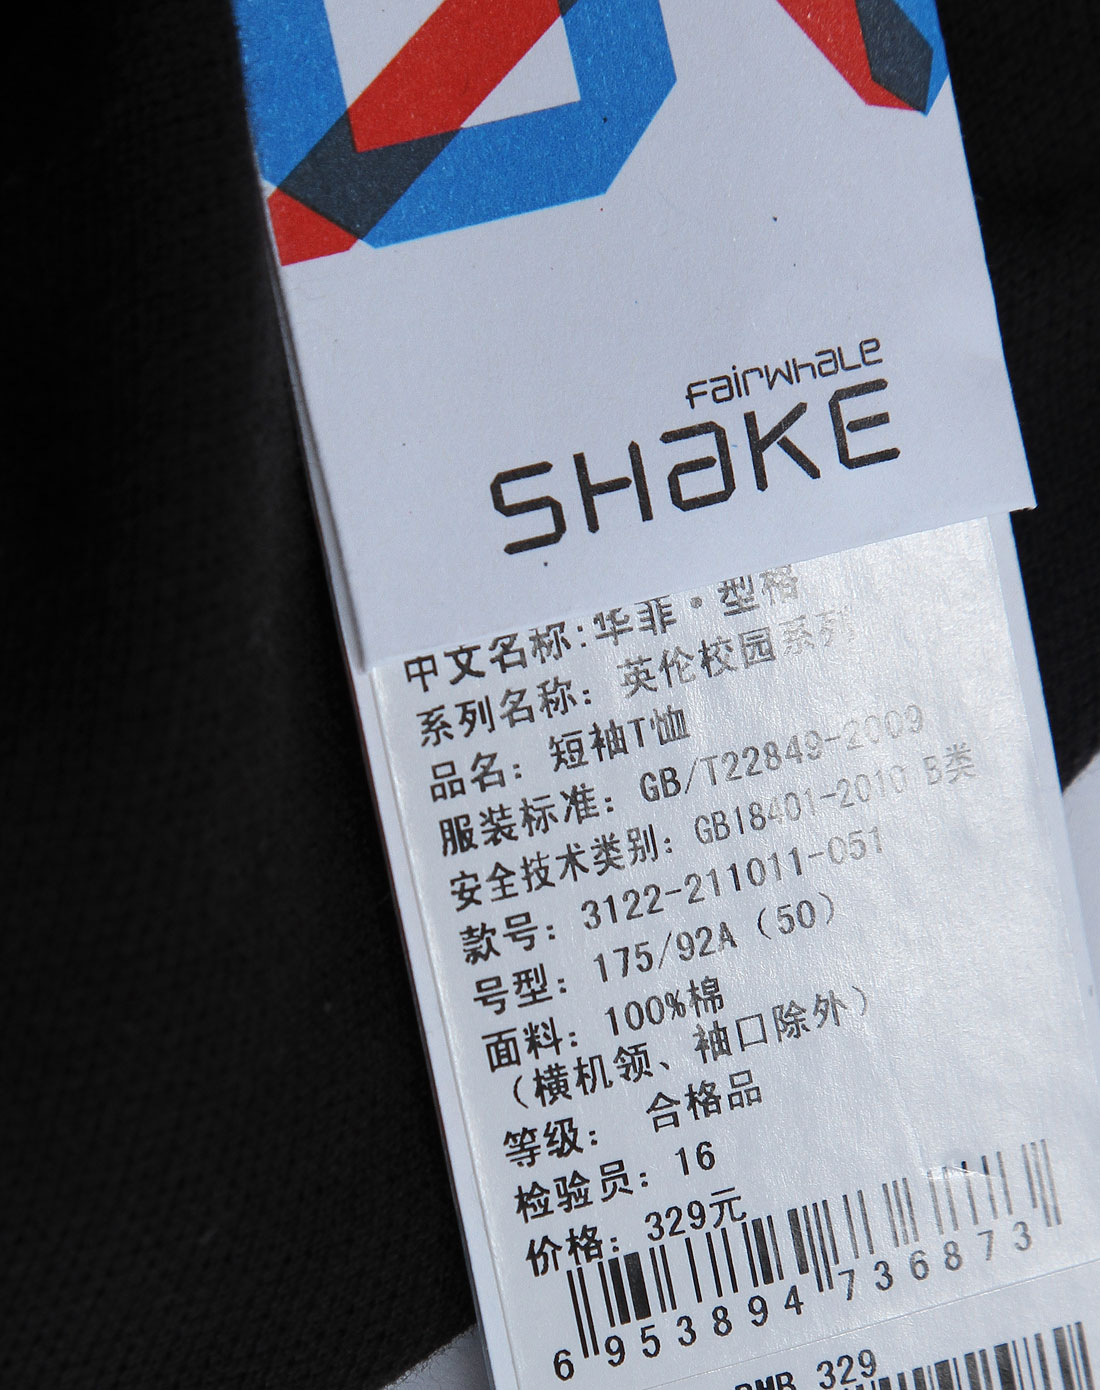 Fairwhale
SHaKE
中文名称:华菲·型格
系列名称: 英伦校园系列
品名: 短袖T恤
服装标准: GB/T22849-2009
安全技术类别: GB18401-2010 B类
款号: 3122-211011-051
号型: 175/92A (50)
面料: 100%棉
(横机领、袖口除外)
等级: 合格品
检验员: 16
价格: 329元
6 953894 736873
RMB 329